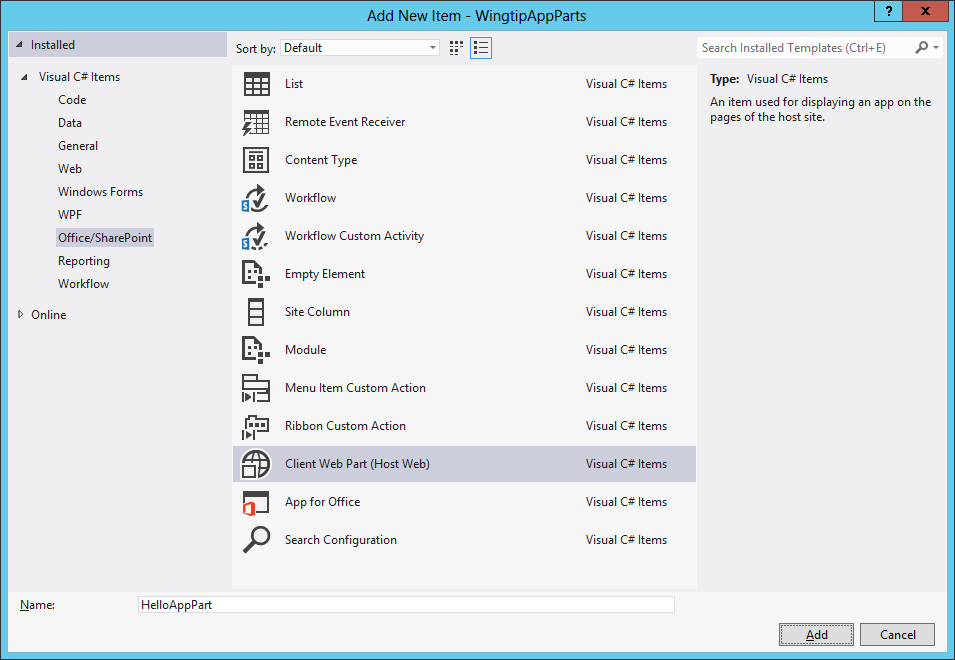 Add New Item - WingtipAppParts
?
x
Installed
Sort by: Default
Search Installed Templates (Ctrl+E)
Visual C# Items
Code
Data
General
Web
Windows Forms
WPF
Office/SharePoint
Reporting
Workflow
Online
List Visual C# Items
Remote Event Receiver Visual C# Items
Content Type Visual C# Items
Workflow Visual C# Items
Workflow Custom Activity Visual C# Items
Empty Element Visual C# Items
Site Column Visual C# Items
Module Visual C# Items
Menu Item Custom Action Visual C# Items
Ribbon Custom Action Visual C# Items
Client Web Part (Host Web) Visual C# Items
App for Office Visual C# Items
Search Configuration Visual C# Items
Type: Visual C# Items
An item used for displaying an app on the
pages of the host site.
Name: HelloAppPart
Add Cancel